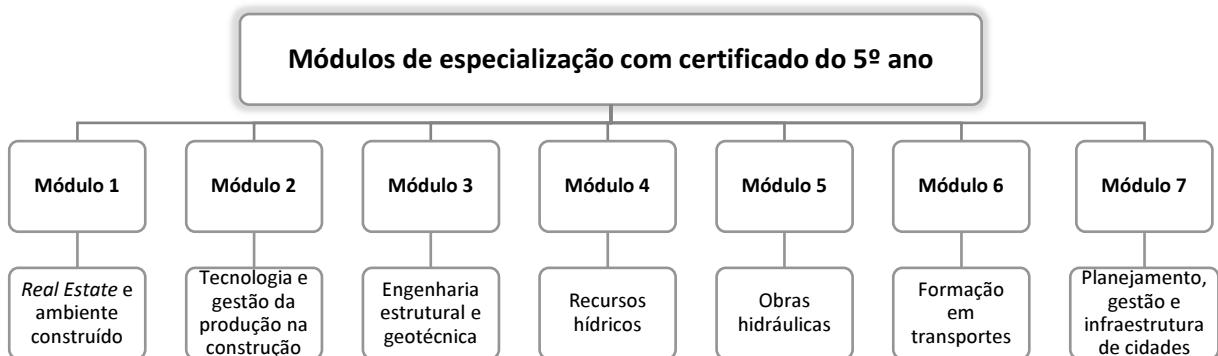 Módulos de especialização com certificado do 5º ano
Módulo 1
Módulo 2
Módulo 3
Módulo 4
Módulo 5
Módulo 6
Módulo 7
Real Estate e
ambiente
construído
Tecnologia e
gestão da
produção na
construção
Engenharia
estrutural e
geotécnica
Recursos
hídricos
Obras
hidráulicas
Formação
em
transportes
Planejamento,
gestão e
infraestrutura
de cidades